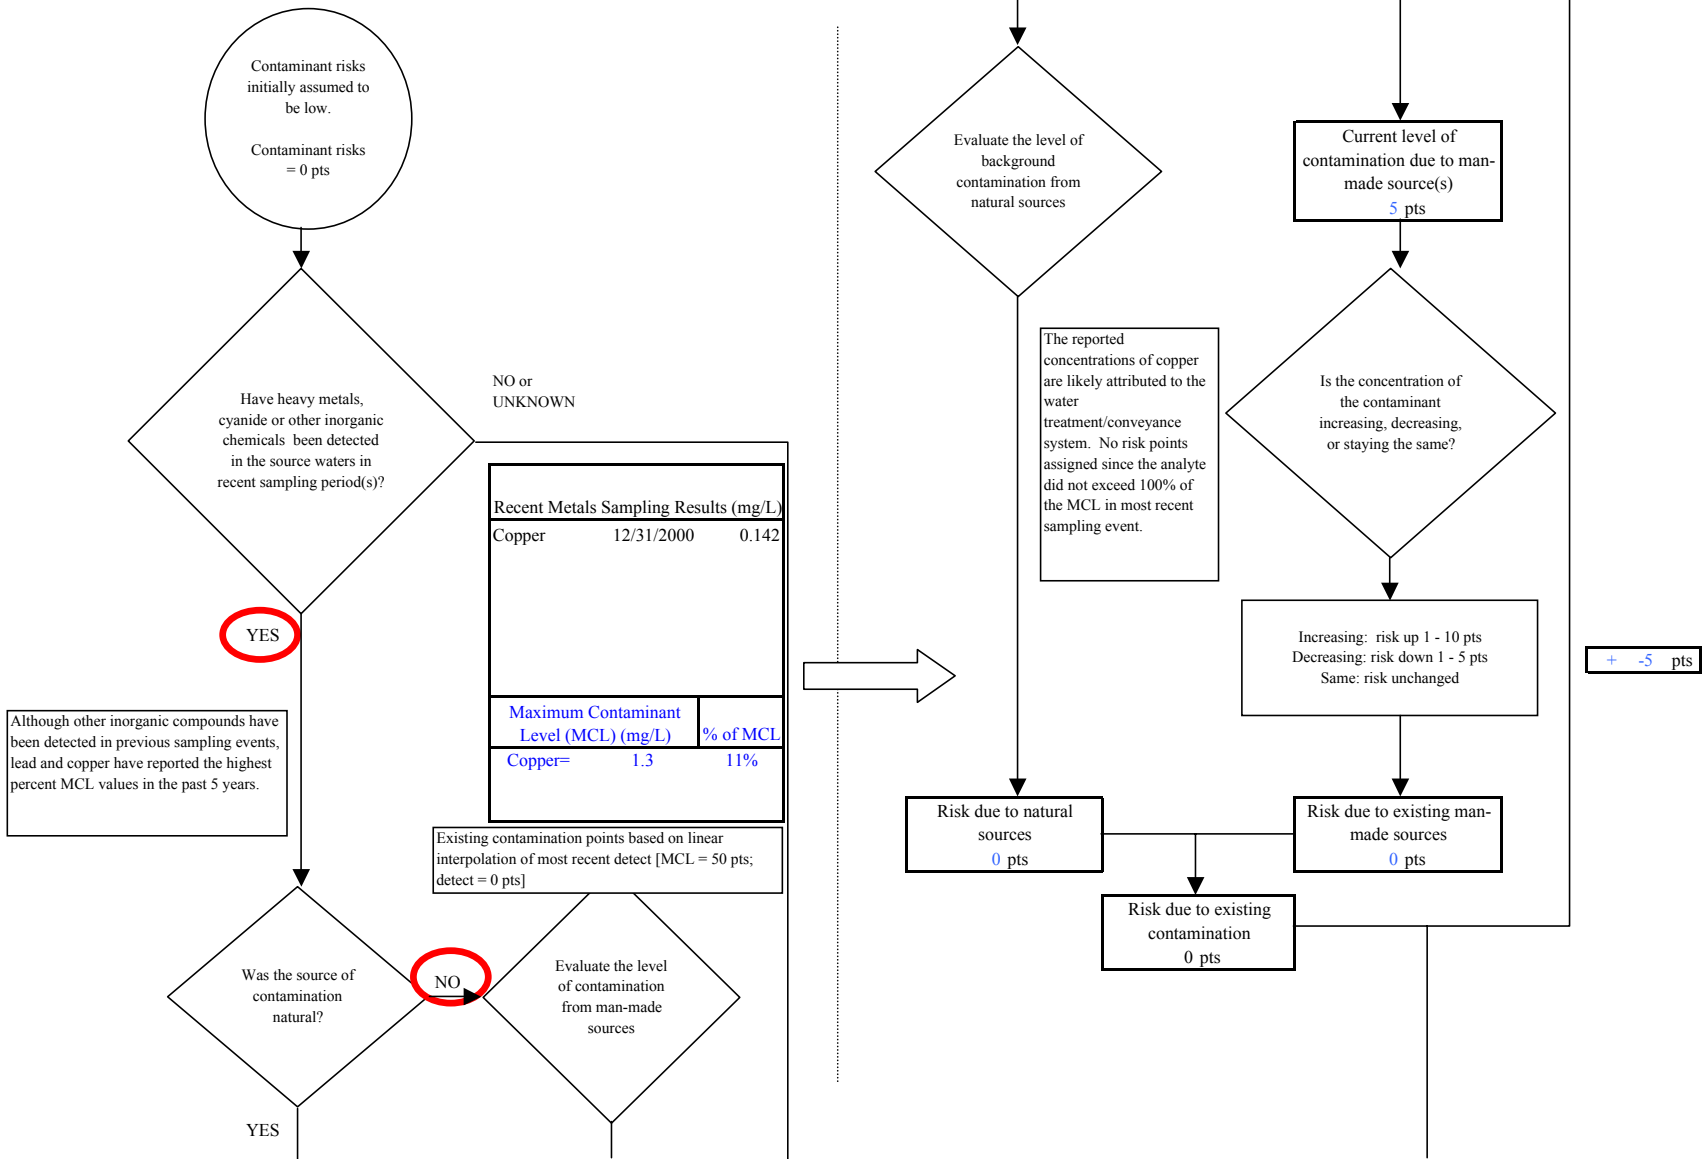 Contaminant risks
initially assumed to
be low.
Contaminant risks
= 0 pts
Have heavy metals,
cyanide or other inorganic
chemicals been detected
in the source waters in
recent sampling period(s)?
NO or
UNKNOWN
YES
Recent Metals Sampling Results (mg/L)
Copper 12/31/2000 0.142
Maximum Contaminant
Level (MCL) (mg/L) % of MCL
Copper= 1.3 11%
Although other inorganic compounds have
been detected in previous sampling events,
lead and copper have reported the highest
percent MCL values in the past 5 years.
Existing contamination points based on linear
interpolation of most recent detect [MCL = 50 pts;
detect = 0 pts]
Was the source of
contamination
natural?
NO
Evaluate the level
of contamination
from man-made
sources
YES
Evaluate the level of
background
contamination from
natural sources
Current level of
contamination due to man-
made source(s)
5 pts
The reported
concentrations of copper
are likely attributed to the
water
treatment/conveyance
system. No risk points
assigned since the analyte
did not exceed 100% of
the MCL in most recent
sampling event.
Is the concentration of
the contaminant
increasing, decreasing,
or staying the same?
Increasing: risk up 1 - 10 pts
Decreasing: risk down 1 - 5 pts
Same: risk unchanged
+ -5 pts
Risk due to natural
sources
0 pts
Risk due to existing man-
made sources
0 pts
Risk due to existing
contamination
0 pts